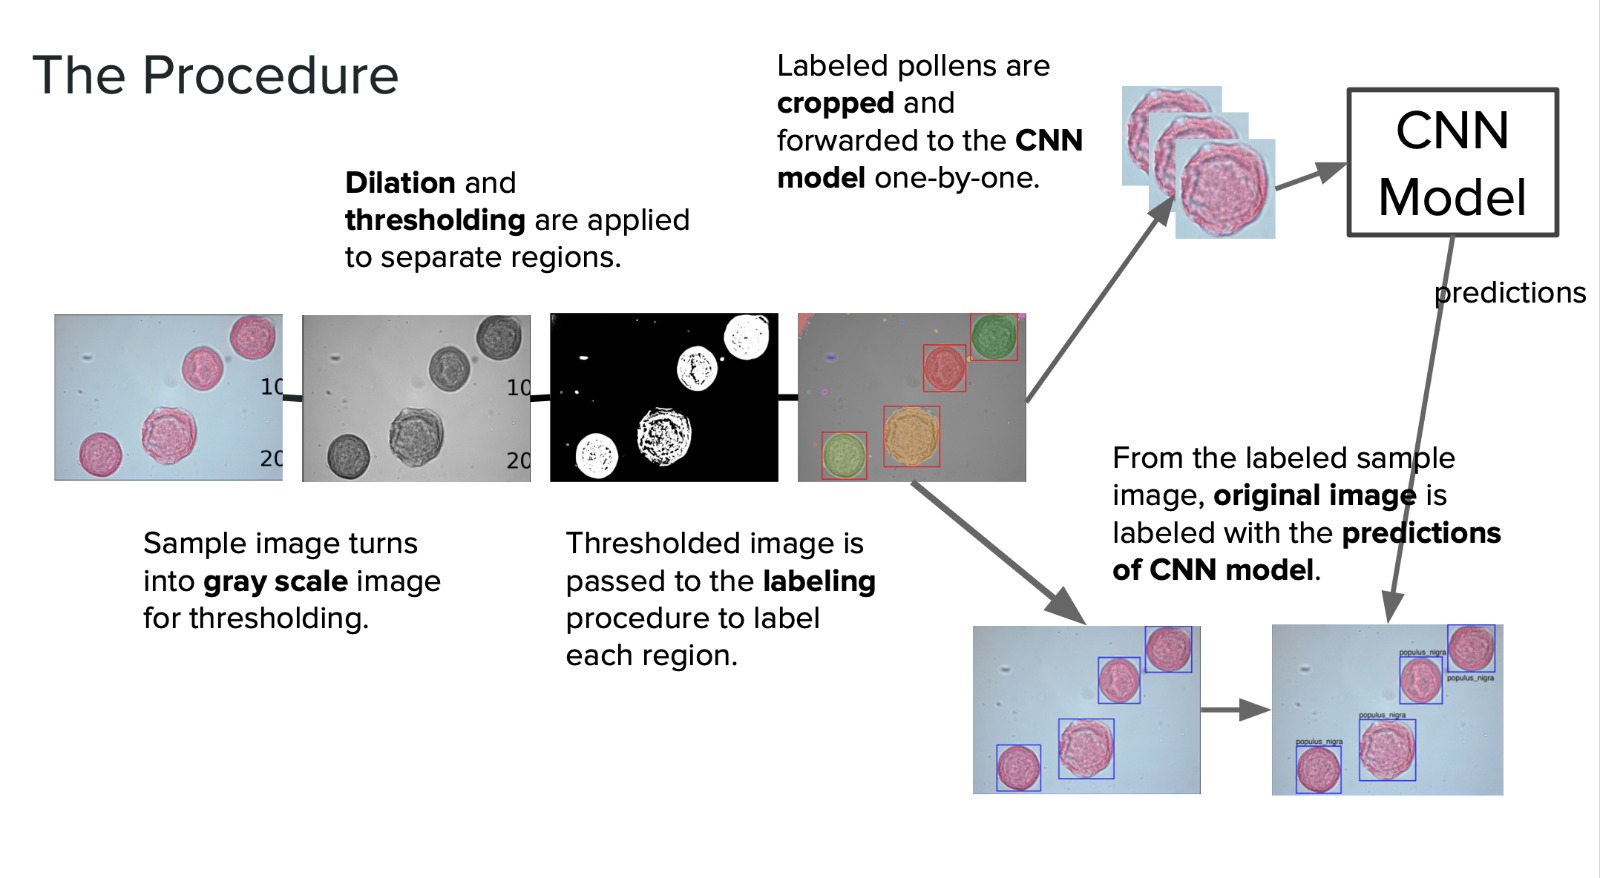 The Procedure
Labeled pollens are
cropped and
forwarded to the CNN
model one-by-one.
CNN
Model
Dilation and
thresholding are applied
to separate regions.
predictions
10
20
10
20
Sample image turns
into gray scale image
for thresholding.
Thresholded image is
passed to the labeling
procedure to label
each region.
From the labeled sample
image, original image is
labeled with the predictions
of CNN model.
populus_nigra
populus_nigra
populus_nigra
populus_nigra